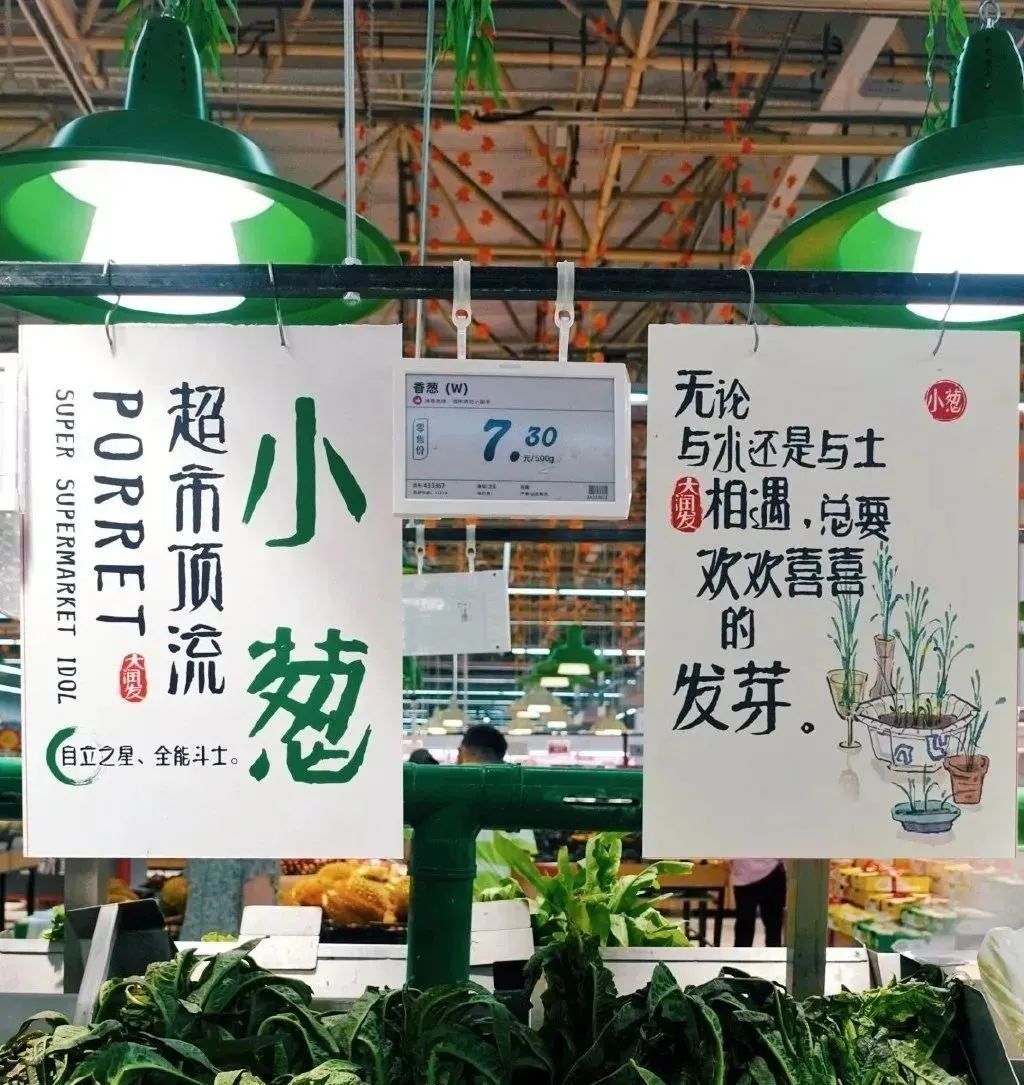 小葱
超市顶流
大润发
PORRET
SUPER SUPERMARKET IDOL
自立之星、全能斗士。
香葱（W）
零售价
7.30
元/500g
小葱
无论
与水还是与土
大润发
相遇，总要
欢欢喜喜
的
发芽。